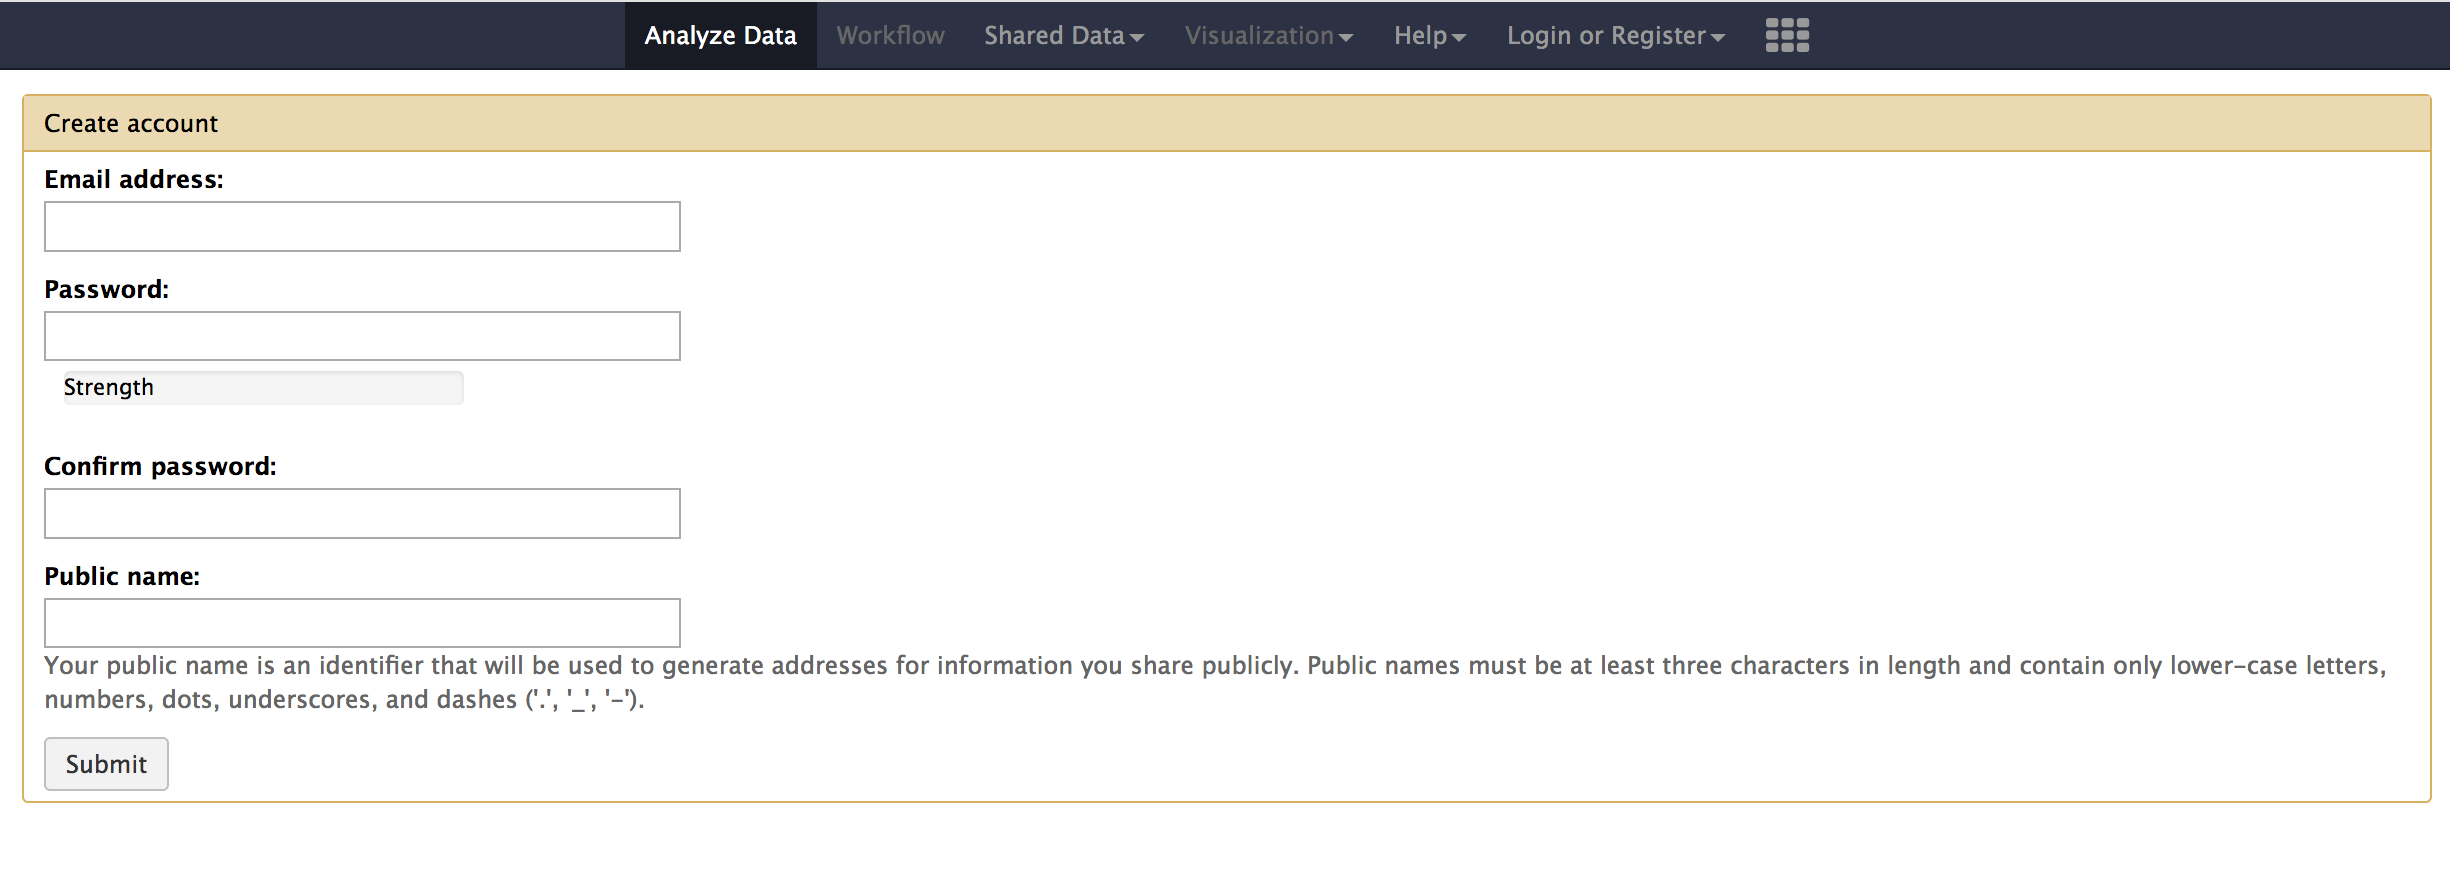 Analyze Data Workflow Shared Data Visualization Help Login or Register
Create account
Email address:
Password:
Strength
Confirm password:
Public name:
Your public name is an identifier that will be used to generate addresses for information you share publicly. Public names must be at least three characters in length and contain only lower-case letters,
numbers, dots, underscores, and dashes ('.', '_', '-').
Submit